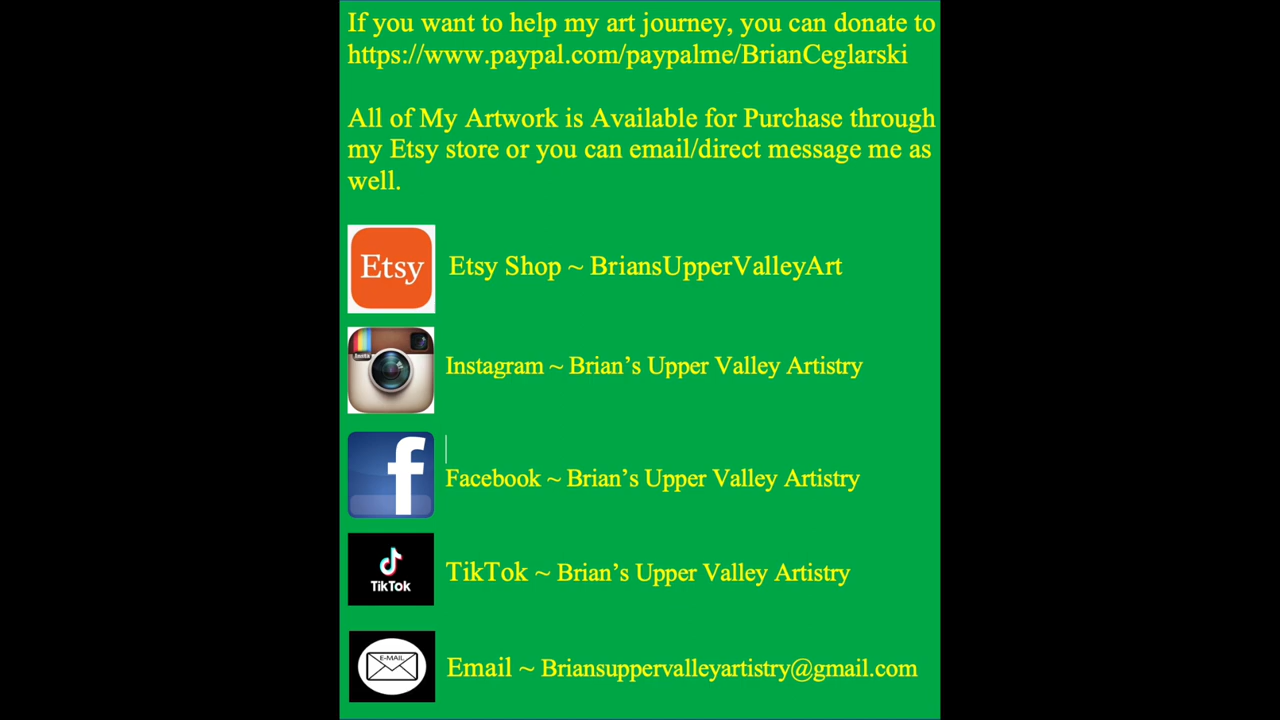 If you want to help my art journey, you can donate to
https://www.paypal.com/paypalme/BrianCeglarski
All of My Artwork is Available for Purchase through
my Etsy store or you can email/direct message me as
well.
Etsy
Etsy Shop ~ BriansUpperValleyArt
Insta
Instagram ~ Brian’s Upper Valley Artistry
f
Facebook ~ Brian’s Upper Valley Artistry
TikTok
TikTok ~ Brian’s Upper Valley Artistry
E-MAIL
Email ~ Briansuppervalleyartistry@gmail.com